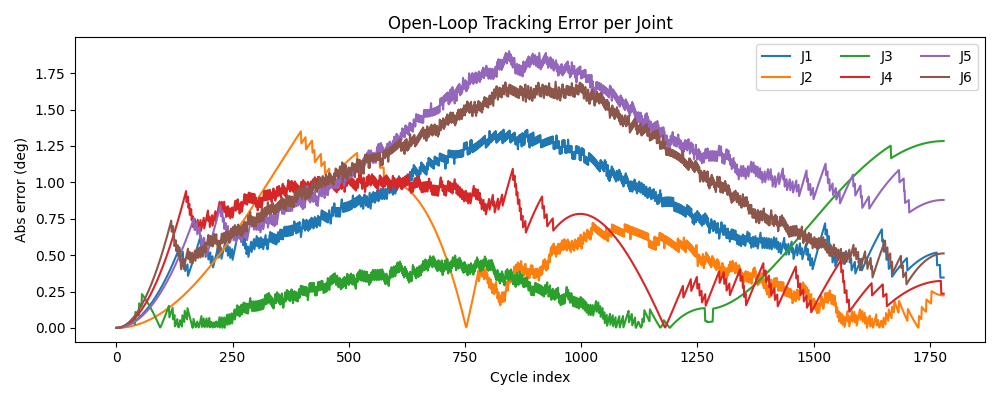 Open-Loop Tracking Error per Joint
Abs error (deg)
1.75
1.50
1.25
1.00
0.75
0.50
0.25
0.00
J1 J3 J5
J2 J4 J6
0 250 500 750 1000 1250 1500 1750
Cycle index